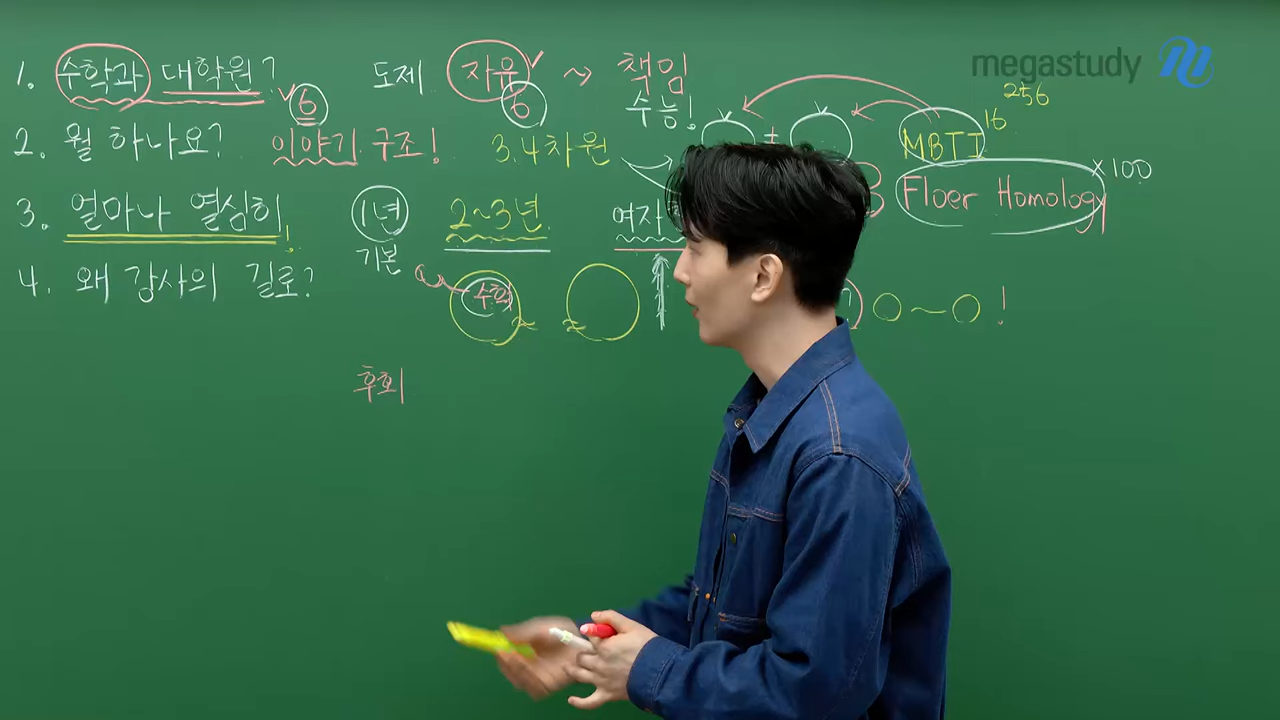 megastudy
1. 수학과 대학원? 6 도제 자유 6 ~> 책임
수능! 256
2. 뭘 하나요? 이야기 구조! 3.4차원 + MBTI 16
3. 얼마나 열심히! 1년 2~3년 여자 Floer Homology x100
기본
4. 왜 강사의 길로? 수학 ? ○~○!
후회